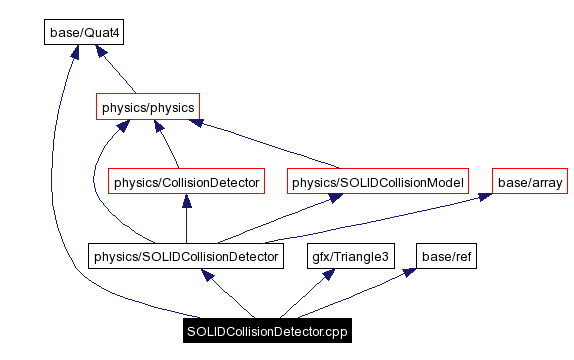 base/Quat4
physics/physics
physics/CollisionDetector
physics/SOLIDCollisionModel
base/array
physics/SOLIDCollisionDetector
gfx/Triangle3
base/ref
SOLIDCollisionDetector.cpp